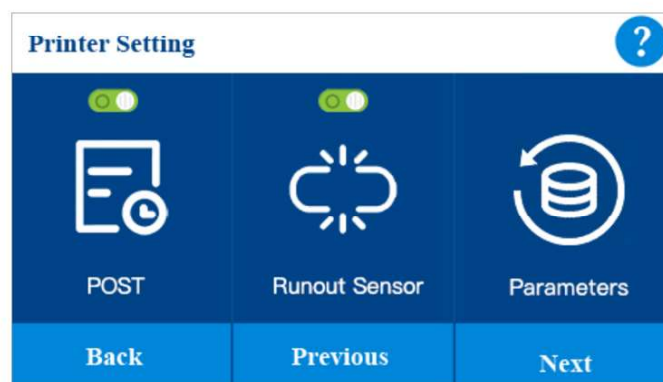 Printer Setting
?
POST
Runout Sensor
Parameters
Back
Previous
Next